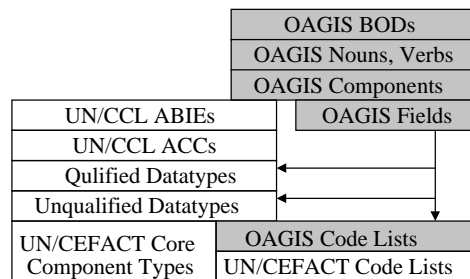 OAGIS BODs
OAGIS Nouns, Verbs
OAGIS Components
UN/CCL ABIEs
OAGIS Fields
UN/CCL ACCs
Qulified Datatypes
Unqualified Datatypes
UN/CEFACT Core
Component Types
OAGIS Code Lists
UN/CEFACT Code Lists